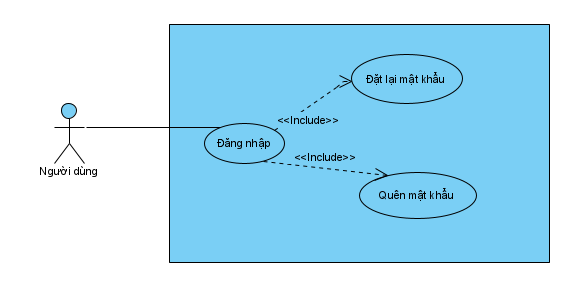 Đặt lại mật khẩu
<<Include>>
Đăng nhập
<<Include>>
Người dùng
Quên mật khẩu